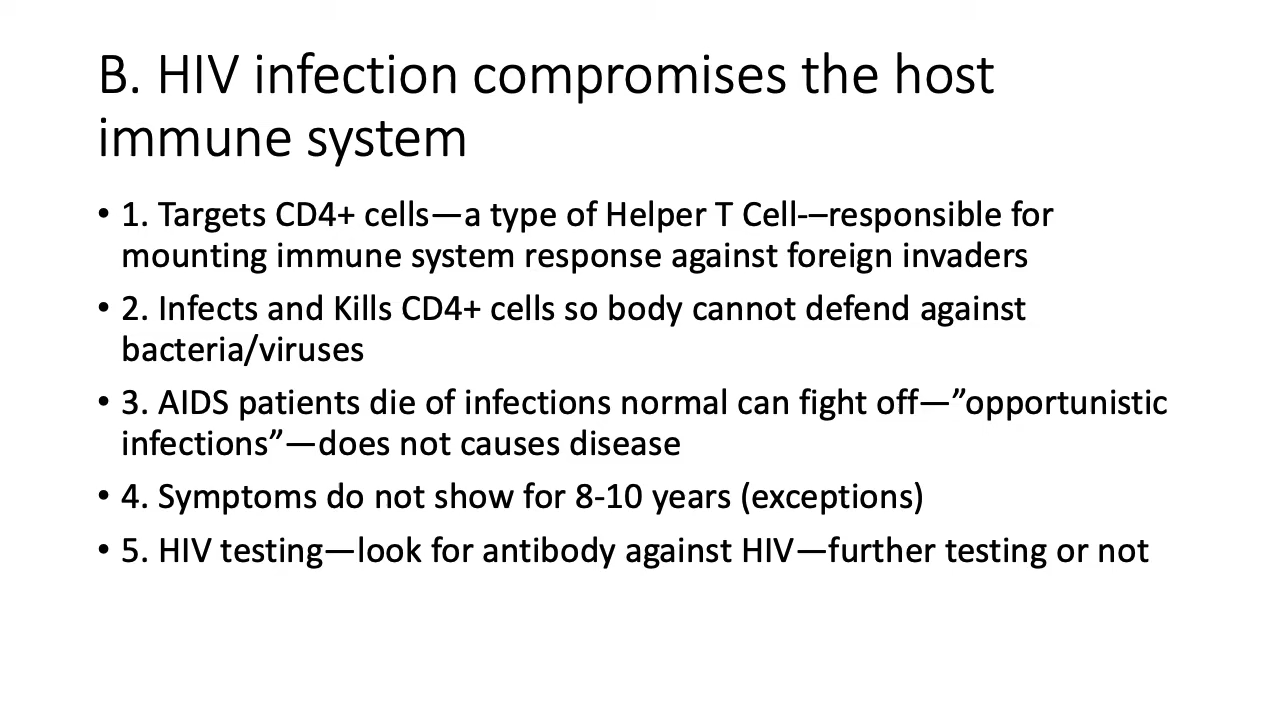 B. HIV infection compromises the host
immune system
• 1. Targets CD4+ cells—a type of Helper T Cell-–responsible for
mounting immune system response against foreign invaders
• 2. Infects and Kills CD4+ cells so body cannot defend against
bacteria/viruses
• 3. AIDS patients die of infections normal can fight off—”opportunistic
infections”—does not causes disease
• 4. Symptoms do not show for 8-10 years (exceptions)
• 5. HIV testing—look for antibody against HIV—further testing or not